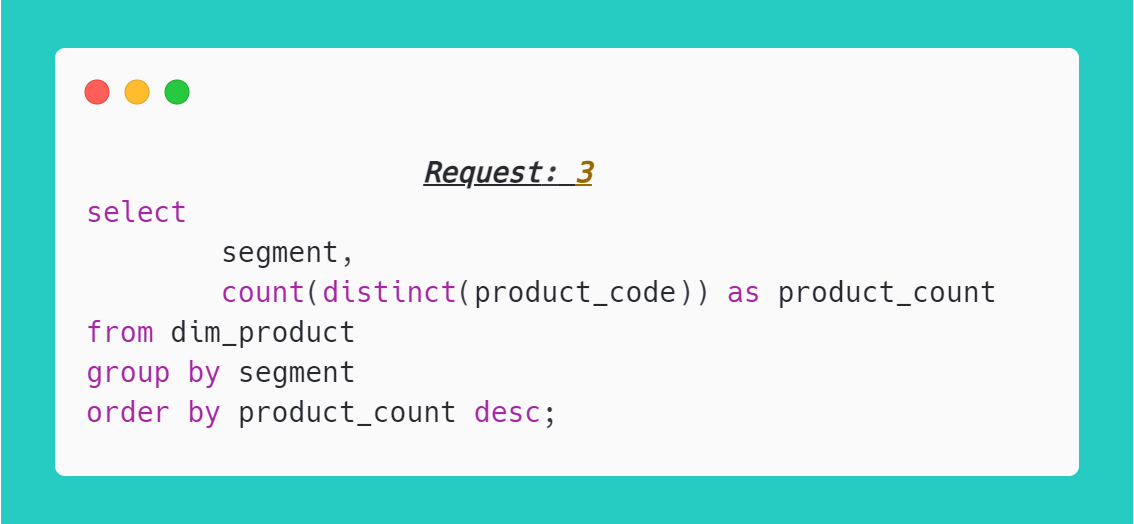 Request: 3
select
        segment,
        count(distinct(product_code)) as product_count
from dim_product
group by segment
order by product_count desc;